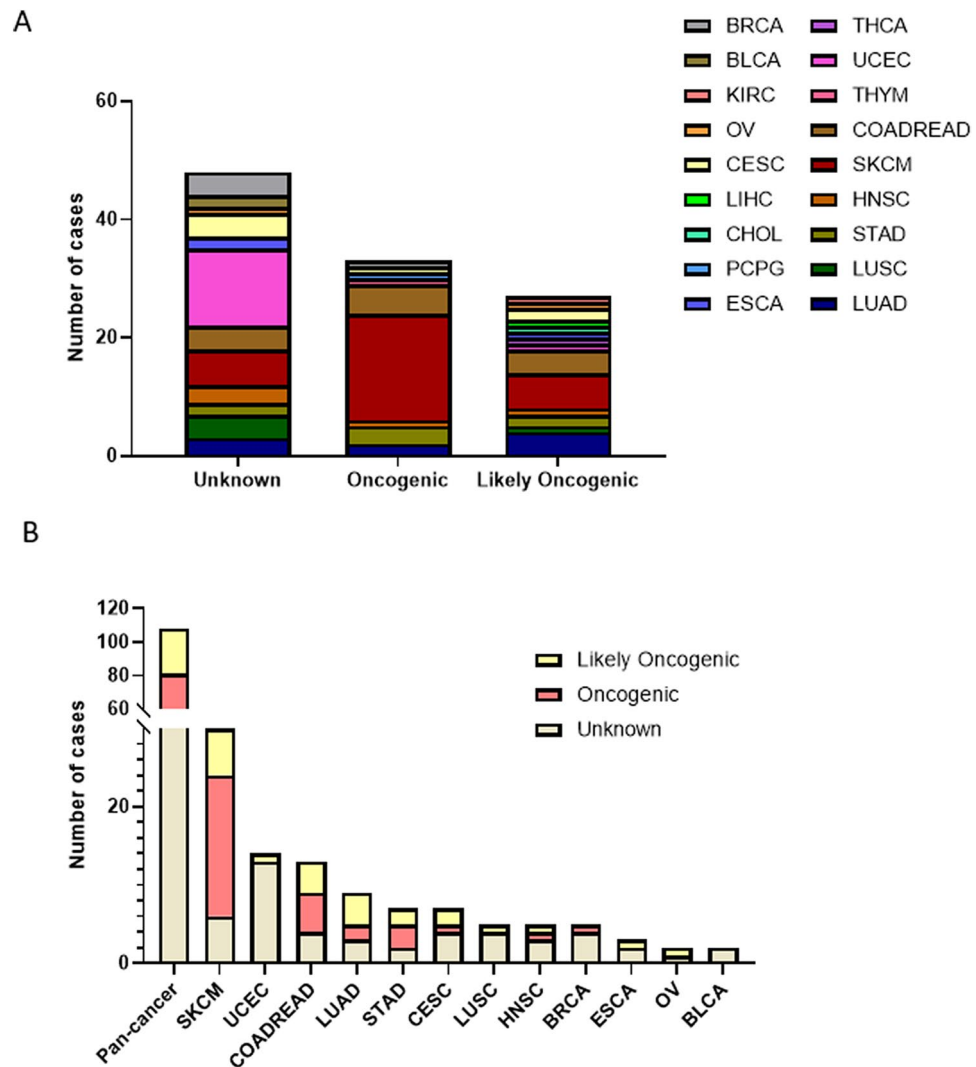 A
BRCA THCA
BLCA UCEC
KIRC THYM
OV COADREAD
CESC SKCM
LIHC HNSC
CHOL STAD
PCPG LUSC
ESCA LUAD
60
40
20
0
Number of cases
Unknown Oncogenic Likely Oncogenic
B
120
100
80
60
20
0
Number of cases
Likely Oncogenic
Oncogenic
Unknown
Pan-cancer SKCM UCEC COADREAD LUAD STAD CESC LUSC HNSC BRCA ESCA OV BLCA